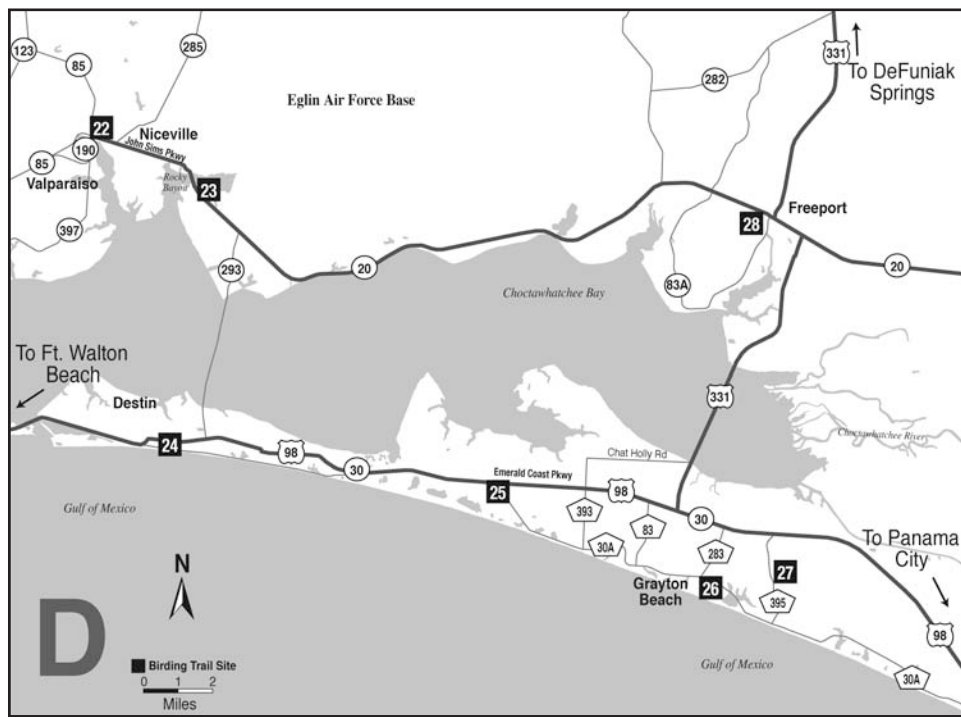 123
85
285
331
To DeFuniak
Springs
282
Eglin Air Force Base
22
Niceville
190
John Sims Pkwy
85
Valparaiso
Rocky
Bayou
23
397
293
20
28
Freeport
83A
20
Choctawhatchee Bay
To Ft. Walton
Beach
Destin
331
24
98
30
Choctawhatchee River
Chat Holly Rd
Emerald Coast Pkwy
25
98
393
30
83
283
30A
Gulf of Mexico
To Panama
City
27
Grayton
Beach
26
395
98
N
D
Birding Trail Site
0 1 2
Miles
Gulf of Mexico
30A